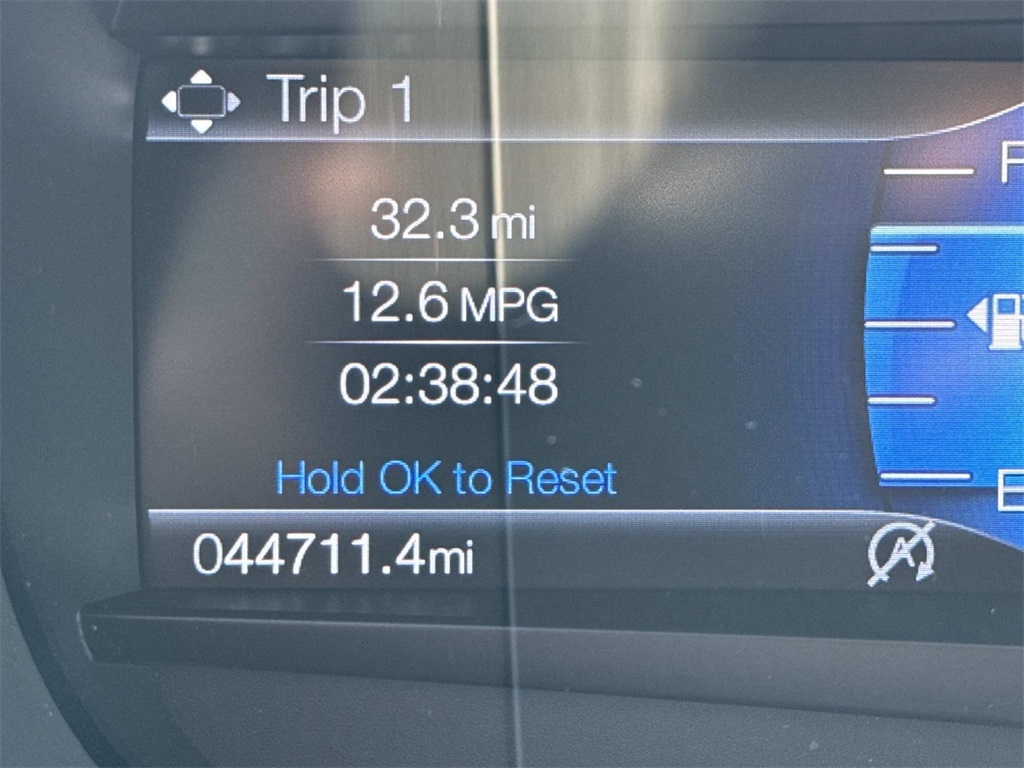 Trip 1
32.3 mi
12.6 MPG
02:38:48
Hold OK to Reset
044711.4mi
A